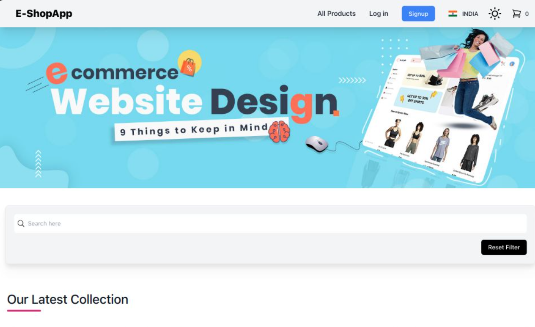 E-ShopApp
All Products
Log in
Signup
INDIA
0
ecommerce
Website Design.
9 Things to Keep in Mind
Search here
Reset Filter
Our Latest Collection